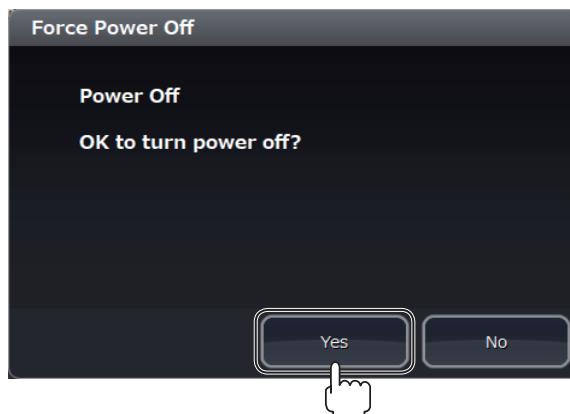 Force Power Off
Power Off
OK to turn power off?
Yes
No